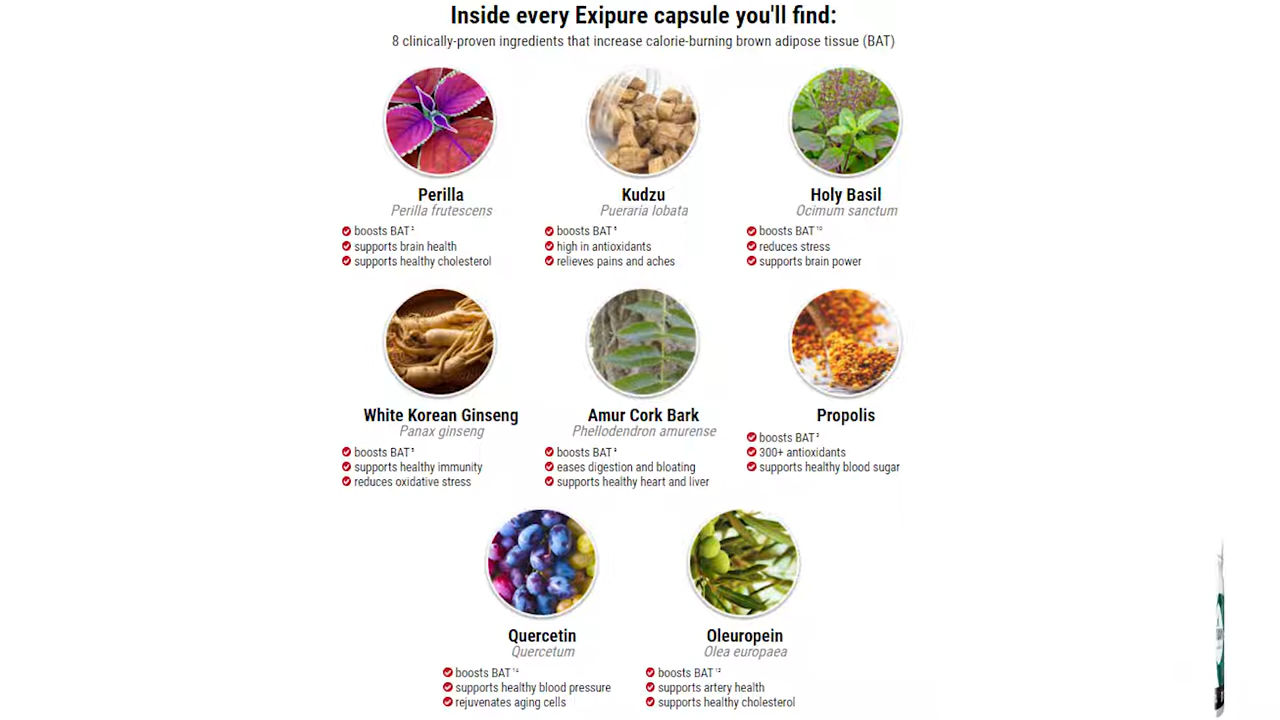 Inside every Exipure capsule you'll find:
8 clinically-proven ingredients that increase calorie-burning brown adipose tissue (BAT)
Perilla
Perilla frutescens
boosts BAT
supports brain health
supports healthy cholesterol
Kudzu
Pueraria lobata
boosts BAT
high in antioxidants
relieves pains and aches
Holy Basil
Ocimum sanctum
boosts BAT
reduces stress
supports brain power
White Korean Ginseng
Panax ginseng
boosts BAT
supports healthy immunity
reduces oxidative stress
Amur Cork Bark
Phellodendron amurense
boosts BAT
eases digestion and bloating
supports healthy heart and liver
Propolis
boosts BAT
300+ antioxidants
supports healthy blood sugar
Quercetin
Quercetum
boosts BAT
supports healthy blood pressure
rejuvenates aging cells
Oleuropein
Olea europaea
boosts BAT
supports artery health
supports healthy cholesterol